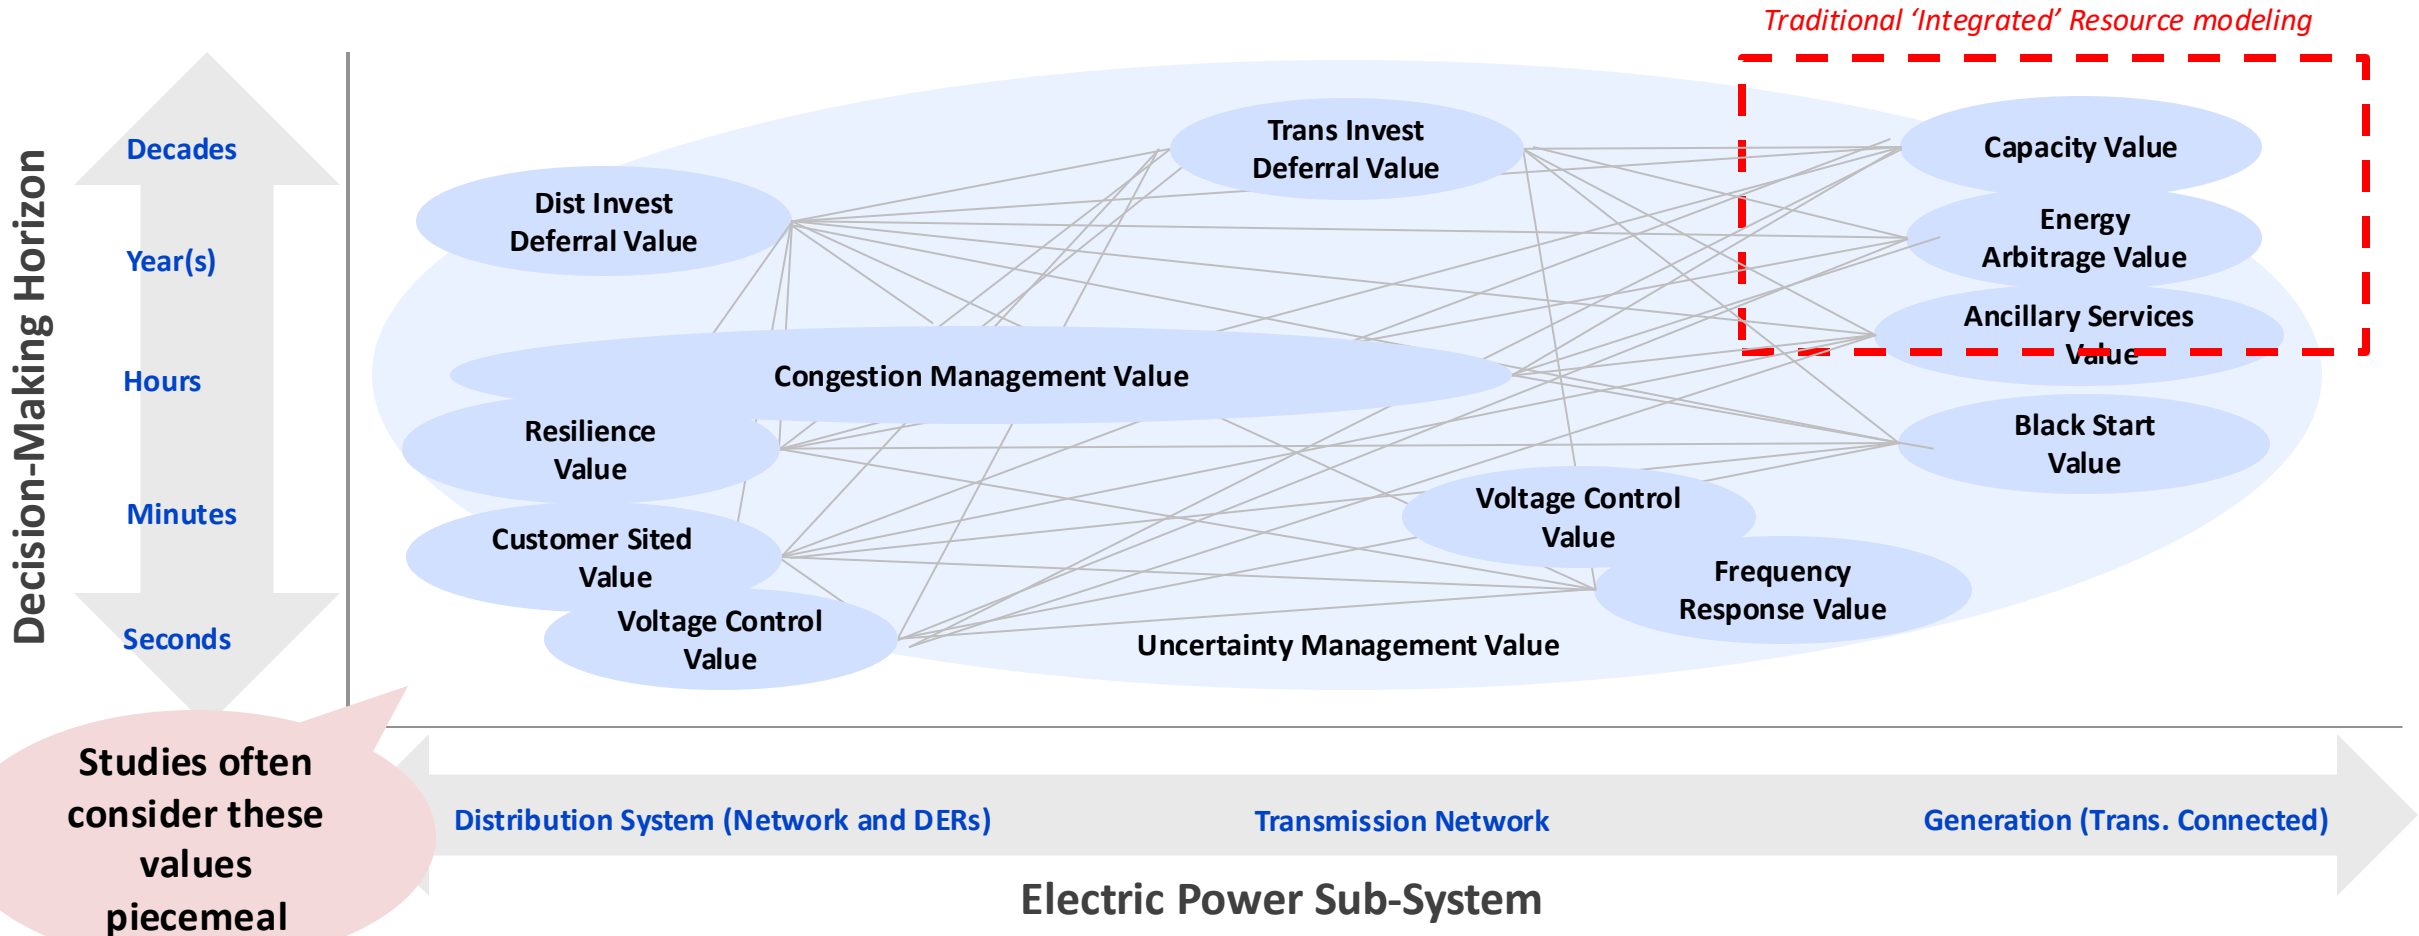 Traditional ‘Integrated’ Resource modeling
Decision-Making Horizon
Decades
Year(s)
Hours
Minutes
Seconds
Trans Invest
Deferral Value
Capacity Value
Dist Invest
Deferral Value
Energy
Arbitrage Value
Ancillary Services
Value
Congestion Management Value
Resilience
Value
Black Start
Value
Voltage Control
Value
Customer Sited
Value
Frequency
Response Value
Voltage Control
Value
Uncertainty Management Value
Studies often
consider these
values
piecemeal
Distribution System (Network and DERs)
Transmission Network
Generation (Trans. Connected)
Electric Power Sub-System